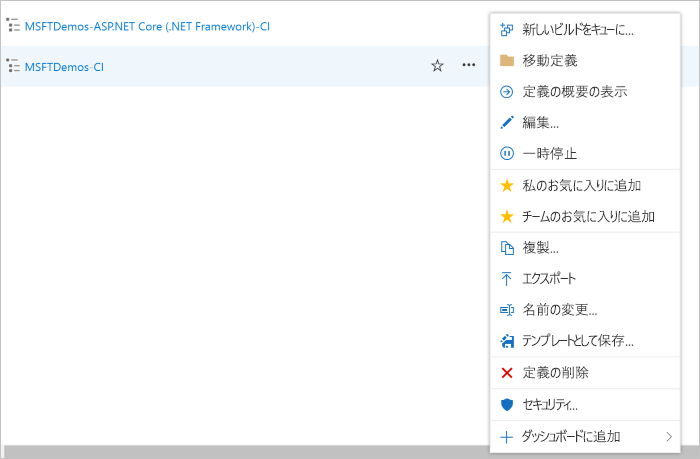 MSFTDemos-ASP.NET Core (.NET Framework)-CI
MSFTDemos-CI
新しいビルドをキューに...
移動定義
定義の概要の表示
編集...
一時停止
私のお気に入りに追加
チームのお気に入りに追加
複製...
エクスポート
名前の変更...
テンプレートとして保存...
定義の削除
セキュリティ...
ダッシュボードに追加